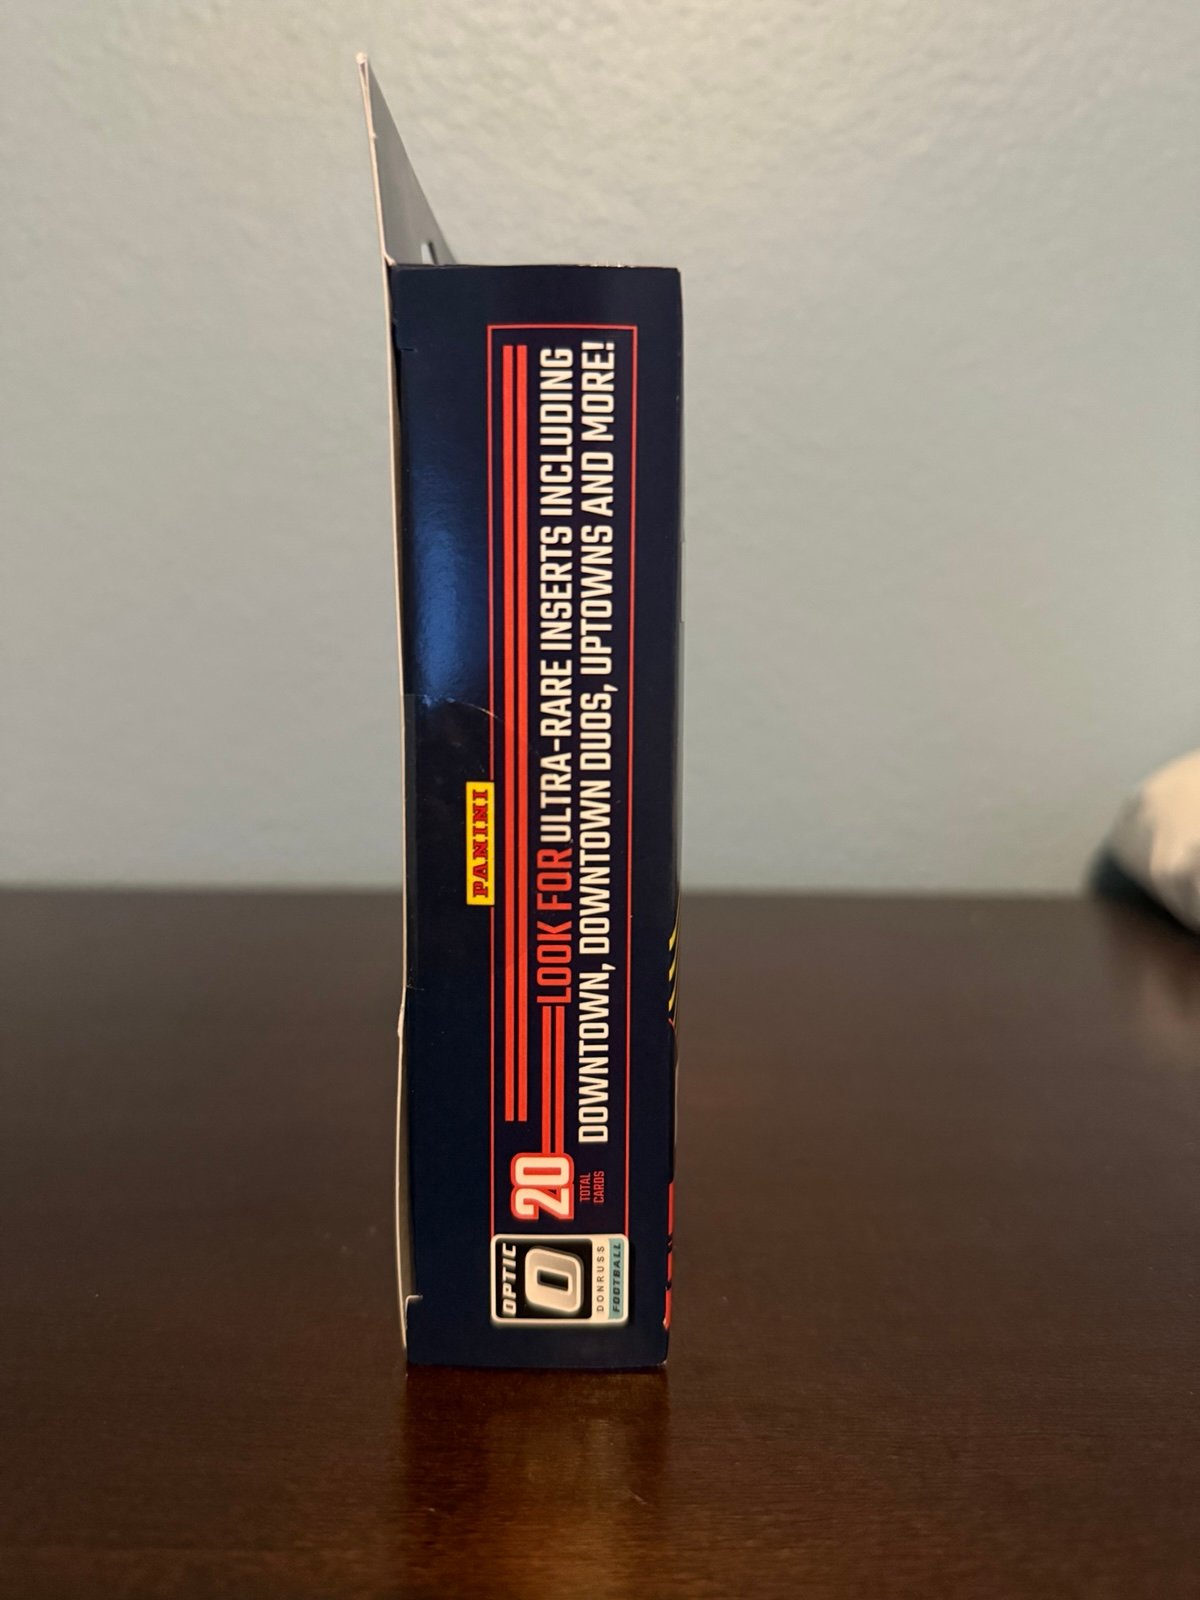 PANINI
LOOK FOR ULTRA-RARE INSERTS INCLUDING
DOWNTOWN, DOWNTOWN DUOS, UPTOWNS AND MORE!
20
TOTAL
CARDS
OPTIC
O
DONRUSS
FOOTBALL